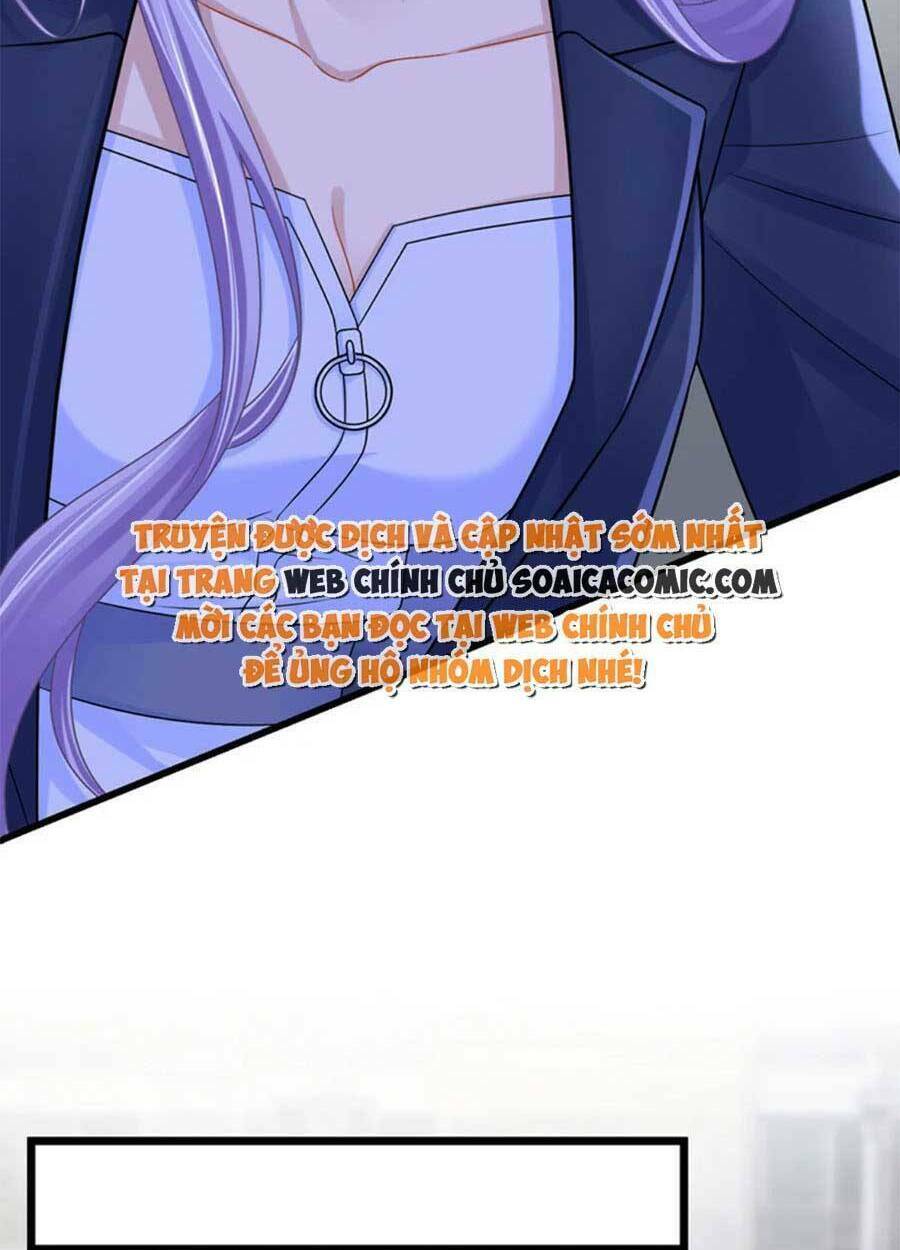 TRUYỆN ĐƯỢC DỊCH VÀ CẬP NHẬT SỚM NHẤT
TẠI TRANG WEB CHÍNH CHỦ SOAICACOMIC.COM
MỜI CÁC BẠN ĐỌC TẠI WEB CHÍNH CHỦ
ĐỂ ỦNG HỘ NHÓM DỊCH NHÉ!